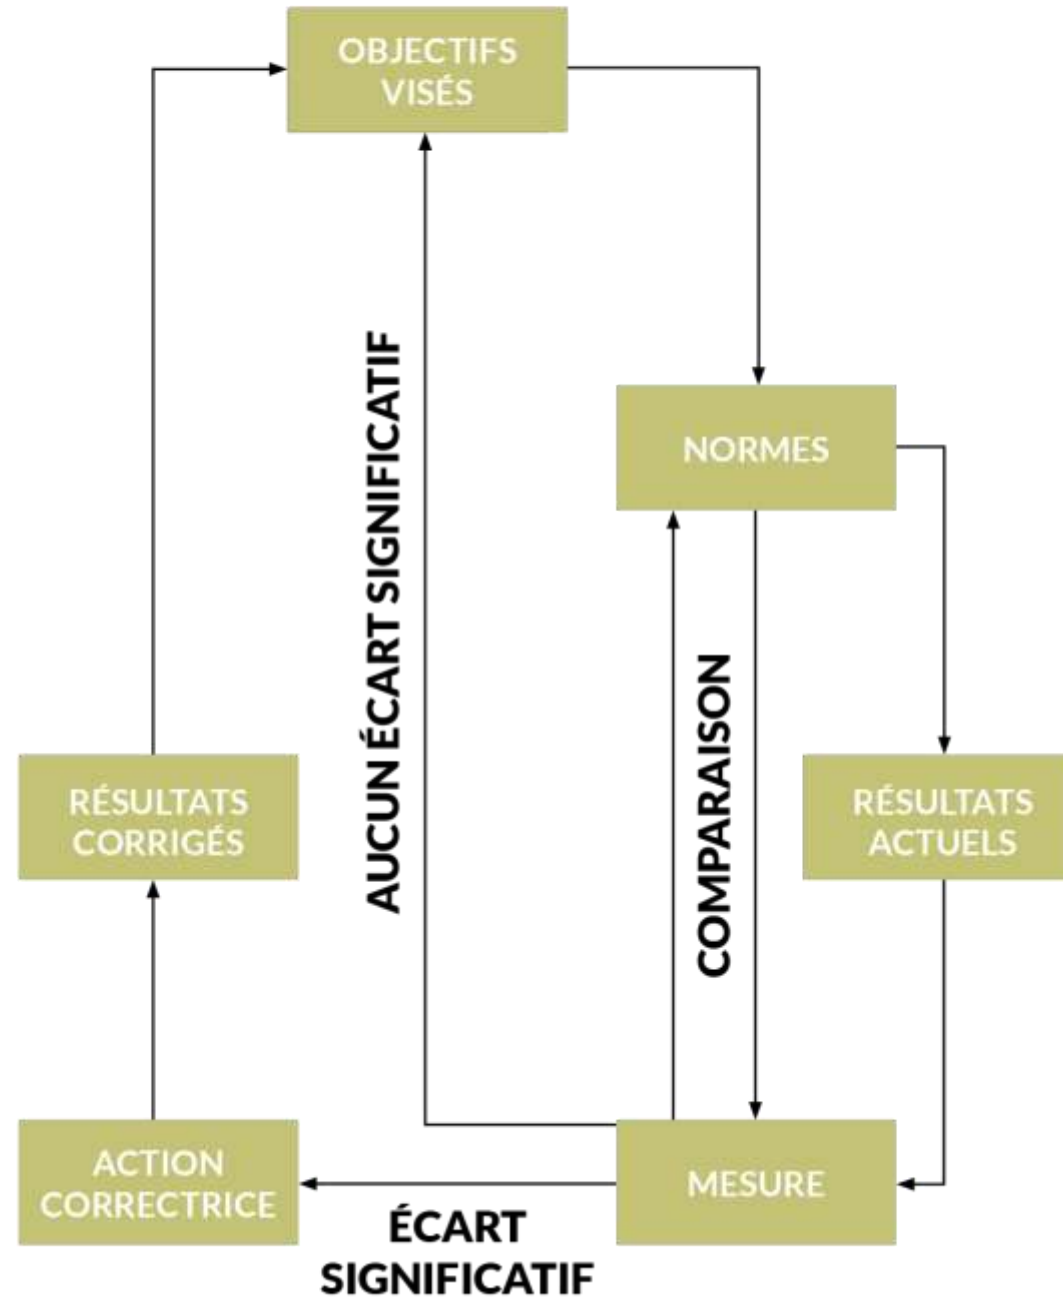 OBJECTIFS
VISÉS
NORMES
AUCUN ÉCART SIGNIFICATIF
COMPARAISON
RÉSULTATS
CORRIGÉS
RÉSULTATS
ACTUELS
ACTION
CORRECTRICE
MESURE
ÉCART
SIGNIFICATIF